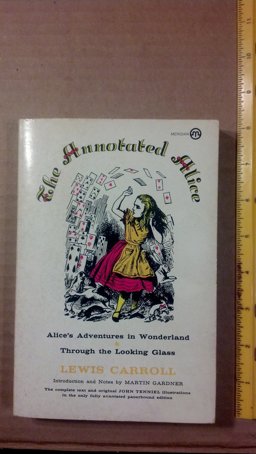 MERIDIAN
The Annotated Alice
Alice's Adventures in Wonderland
Through the Looking Glass
LEWIS CARROLL
Introduction and Notes by MARTIN GARDNER
The complete text and original JOHN TENNIEL illustrations
in the only fully annotated paperbound edition